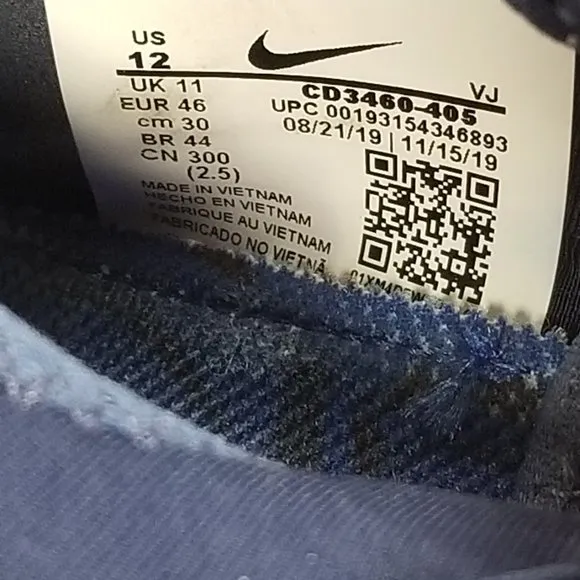 US
12
UK 11
EUR 46
cm 30
BR 44
CN 300
(2.5)
VJ
CD3460-405
UPC 00193154346893
08/21/19 | 11/15/19
MADE IN VIETNAM
HECHO EN VIETNAM
FABRIQUE AU VIETNAM
FABRICADO NO VIETNÃ